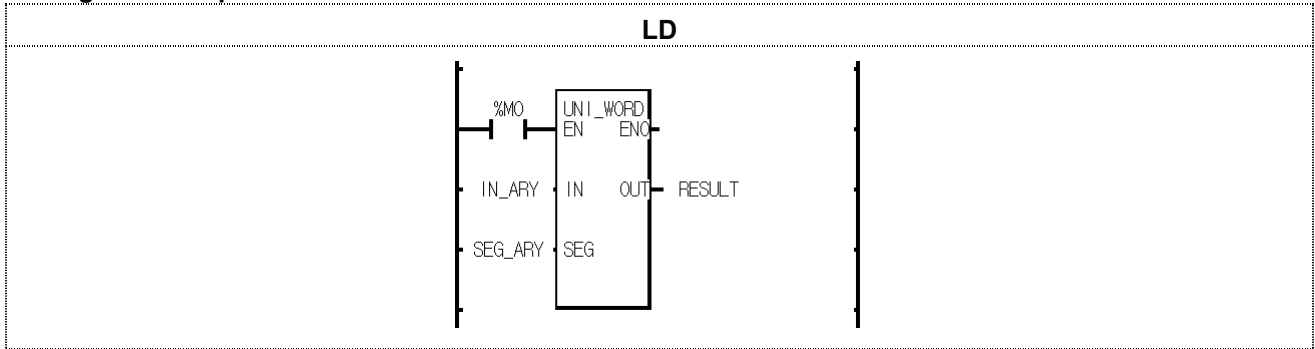 LD
%M0 UNI_WORD
EN ENO
IN_ARY IN OUT RESULT
SEG_ARY SEG